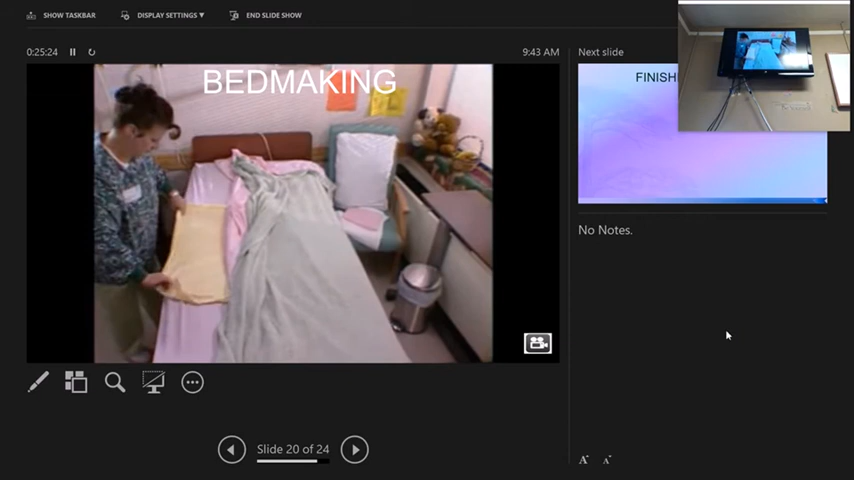 SHOW TASKBAR
DISPLAY SETTINGS ▼
END SLIDE SHOW
0:25:24
9:43 AM
Next slide
BEDMAKING
FINISH
No Notes.
Slide 20 of 24
A
A